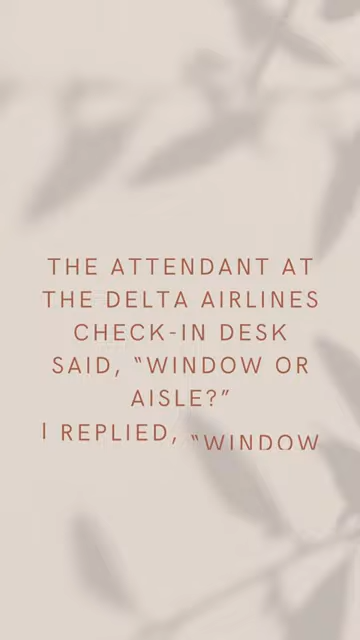 THE ATTENDANT AT
THE DELTA AIRLINES
CHECK-IN DESK
SAID, “WINDOW OR
AISLE?”
I REPLIED, “WINDOW